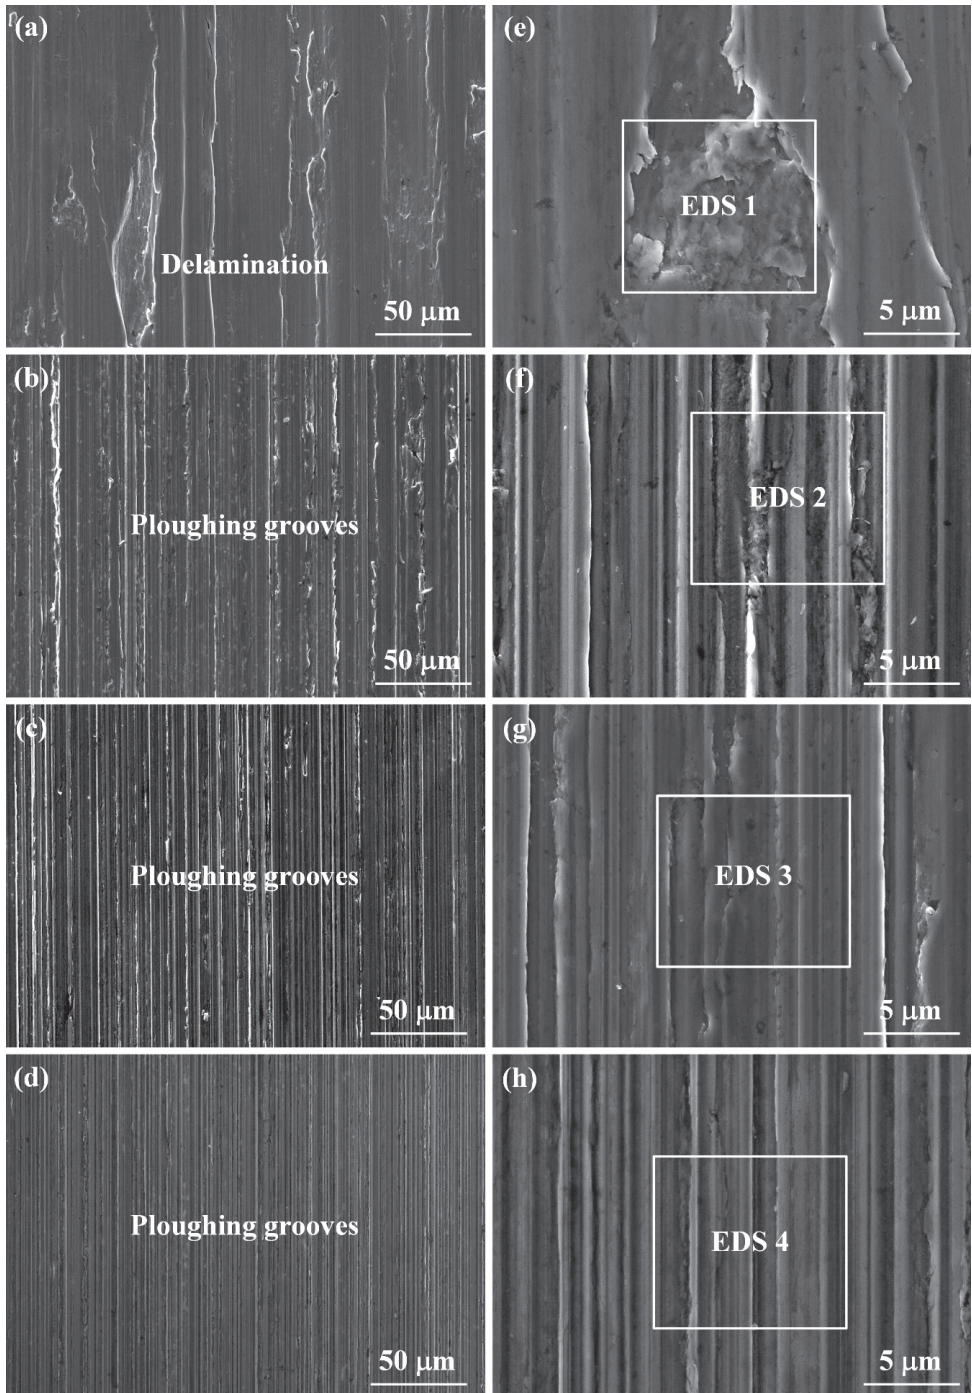 (a)
Delamination
50 μm
(e)
EDS 1
5 μm
(b)
Ploughing grooves
50 μm
(f)
EDS 2
5 μm
(c)
Ploughing grooves
50 μm
(g)
EDS 3
5 μm
(d)
Ploughing grooves
50 μm
(h)
EDS 4
5 μm